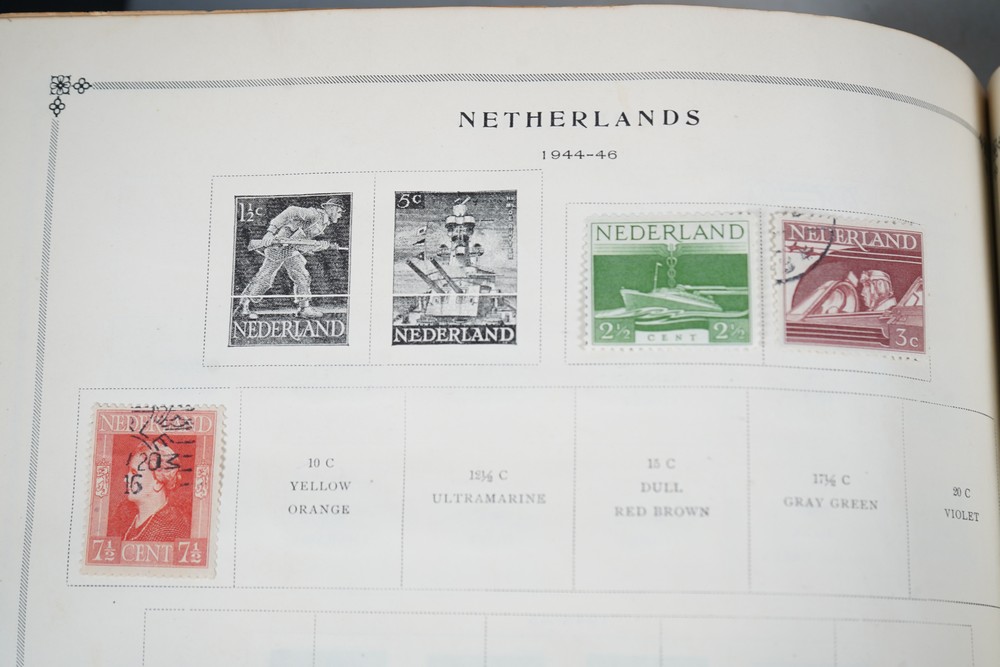 NETHERLANDS
1944-46
1½c
NEDERLAND
5c
NEDERLAND
NEDERLAND
2½ CENT 2½
NEDERLAND
3c
NEDERLAND
16
7½ CENT 7½
10 C
YELLOW
ORANGE
12½ C
ULTRAMARINE
15 C
DULL
RED BROWN
17½ C
GRAY GREEN
20 C
VIOLET